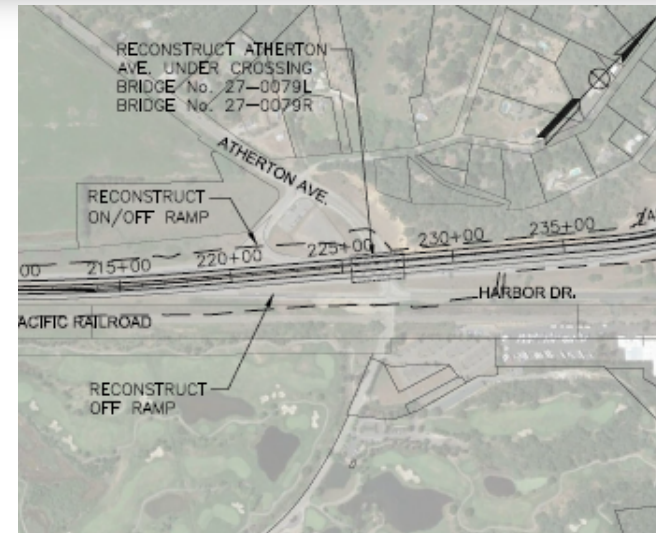 RECONSTRUCT ATHERTON
AVE. UNDER CROSSING
BRIDGE No. 27-0079L
BRIDGE No. 27-0079R
ATHERTON AVE.
RECONSTRUCT
ON/OFF RAMP
00
215+00
220+00
225+00
230+00
235+00
HARBOR DR.
ACIFIC RAILROAD
RECONSTRUCT
OFF RAMP